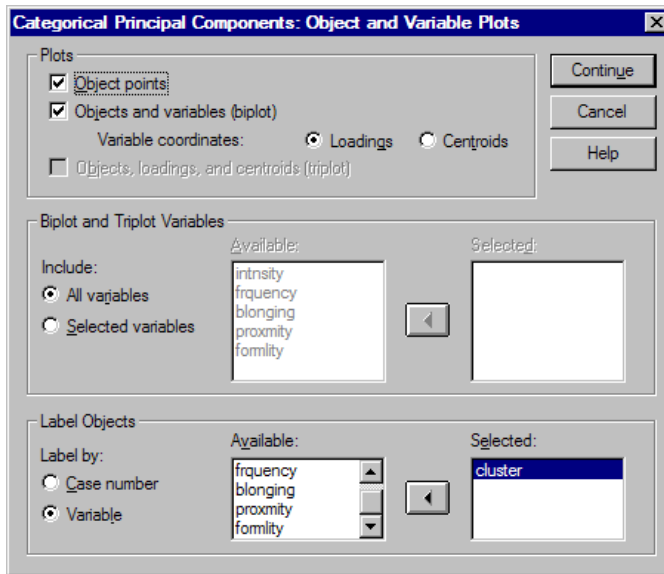 Categorical Principal Components: Object and Variable Plots
Plots
Object points
Objects and variables (biplot)
Variable coordinates: Loadings Centroids
Objects, loadings, and centroids (triplot)
Continue
Cancel
Help
Biplot and Triplot Variables
Include:
All variables
Selected variables
Available:
intnsity
frquency
blonging
proxmity
formlity
Selected:
Label Objects
Label by:
Case number
Variable
Available:
frquency
blonging
proxmity
formlity
Selected:
cluster